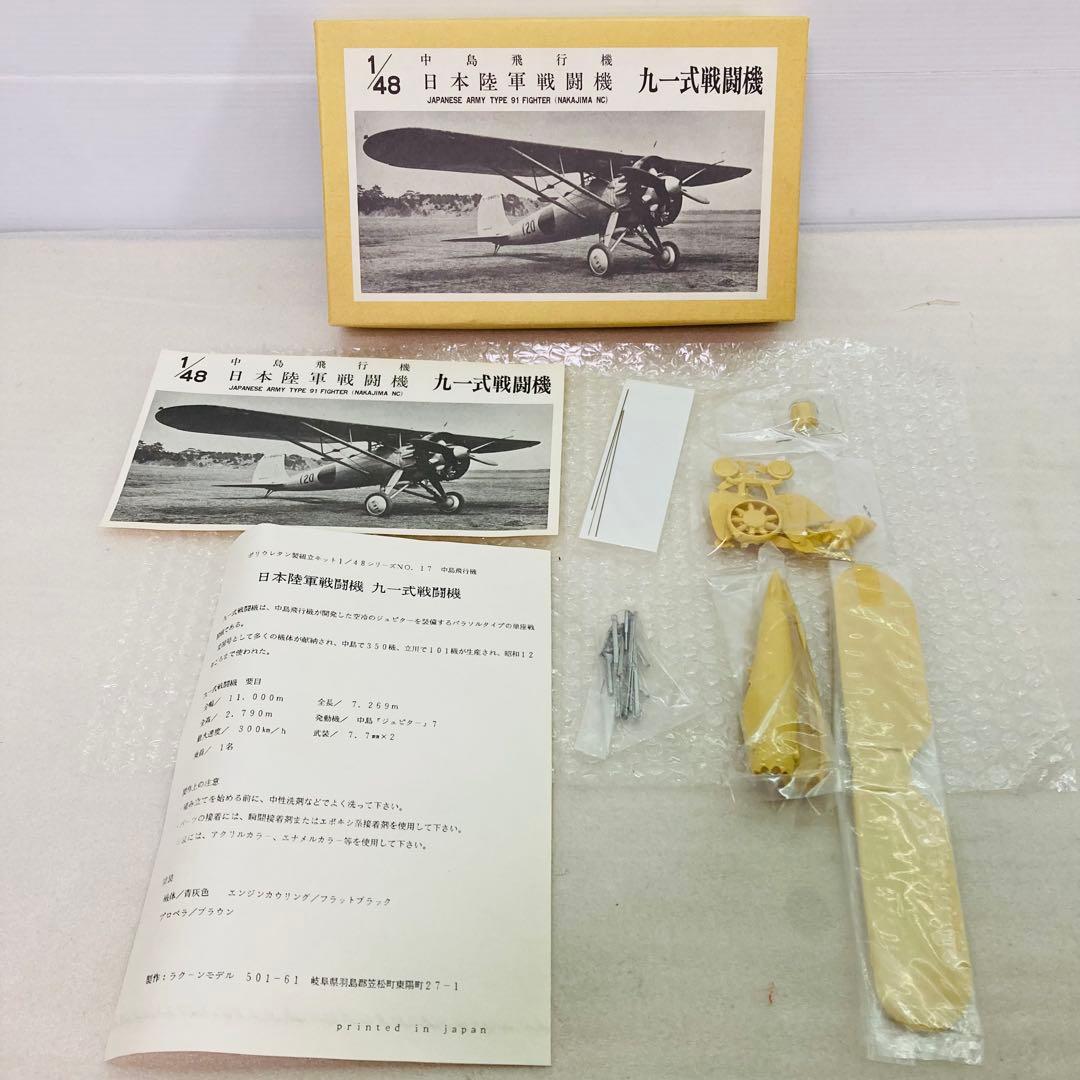 1/48
中島飛行機
日本陸軍戦闘機 九一式戦闘機
JAPANESE ARMY TYPE 91 FIGHTER (NAKAJIMA NC)
120
1/48
中島飛行機
日本陸軍戦闘機 九一式戦闘機
JAPANESE ARMY TYPE 91 FIGHTER (NAKAJIMA NC)
120
ポリウレタン製組立キット1/48シリーズNO.17 中島飛行機
日本陸軍戦闘機 九一式戦闘機
九一式戦闘機は、中島飛行機が開発した空冷のジュピターを装備するパラソルタイプの単座戦
闘機である。
愛国号として多くの機体が献納され、中島で350機、立川で101機が生産され、昭和12
年ころまで使われた。
九一式戦闘機 要目
全幅/ 11.000m 全長/ 7.269m
全高/ 2.790m 発動機/ 中島『ジュピター』7
最大速度/ 300km/h 武装/ 7.7mm×2
乗員/ 1名
製作上の注意
組み立てを始める前に、中性洗剤などでよく洗って下さい。
パーツの接着には、瞬間接着剤またはエポキシ系接着剤を使用して下さい。
には、アクリルカラー、エナメルカラー等を使用して下さい。
塗装
機体/青灰色 エンジンカウリング/フラットブラック
プロペラ/ブラウン
製作:ラクーンモデル 501-61 岐阜県羽島郡笠松町東陽町27-1
printed in japan